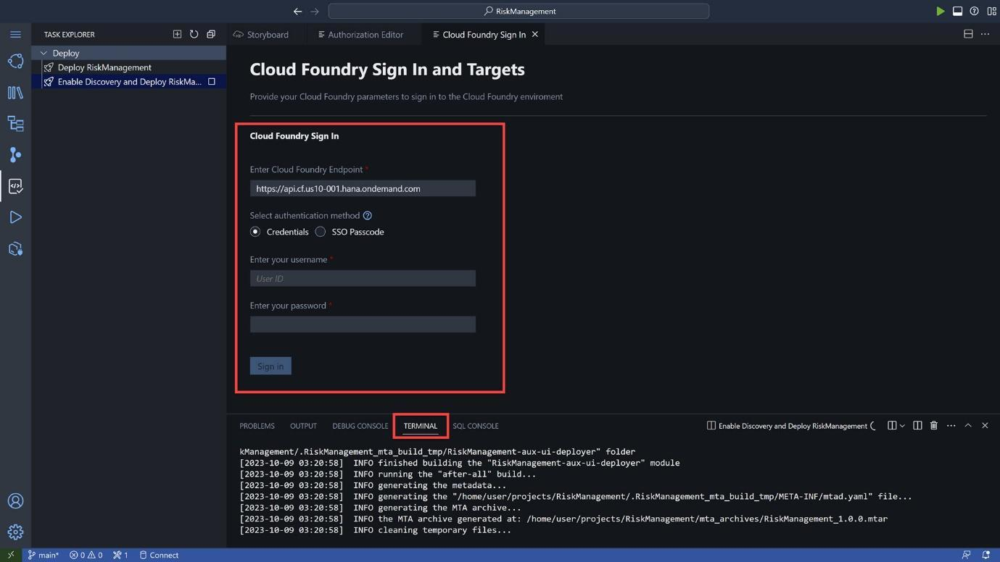 RiskManagement
TASK EXPLORER
Storyboard
Authorization Editor
Cloud Foundry Sign In
Deploy
Deploy RiskManagement
Enable Discovery and Deploy RiskMa...
Cloud Foundry Sign In and Targets
Provide your Cloud Foundry parameters to sign in to the Cloud Foundry enviroment
Cloud Foundry Sign In
Enter Cloud Foundry Endpoint *
https://api.cf.us10-001.hana.ondemand.com
Select authentication method
Credentials SSO Passcode
Enter your username *
User ID
Enter your password *
Sign in
PROBLEMS OUTPUT DEBUG CONSOLE TERMINAL SQL CONSOLE
Enable Discovery and Deploy RiskManagement
kManagement/.RiskManagement_mta_build_tmp/RiskManagement-aux-ui-deployer" folder
[2023-10-09 03:20:58] INFO finished building the "RiskManagement-aux-ui-deployer" module
[2023-10-09 03:20:58] INFO running the "after-all" build...
[2023-10-09 03:20:58] INFO generating the metadata...
[2023-10-09 03:20:58] INFO generating the "/home/user/projects/RiskManagement/.RiskManagement_mta_build_tmp/META-INF/mtad.yaml" file...
[2023-10-09 03:20:58] INFO generating the MTA archive...
[2023-10-09 03:20:58] INFO the MTA archive generated at: /home/user/projects/RiskManagement/mta_archives/RiskManagement_1.0.0.mtar
[2023-10-09 03:20:58] INFO cleaning temporary files...
main* 0 0 1 Connect